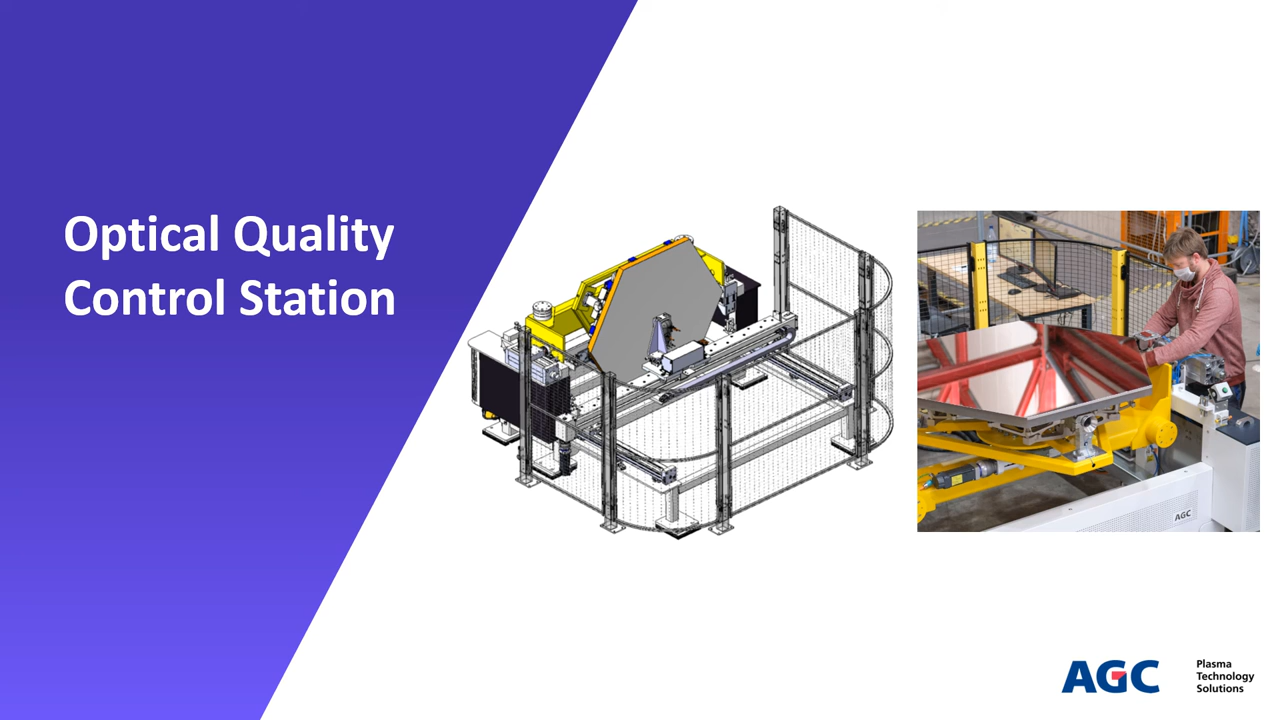 Optical Quality
Control Station
AGC
AGC
Plasma
Technology
Solutions